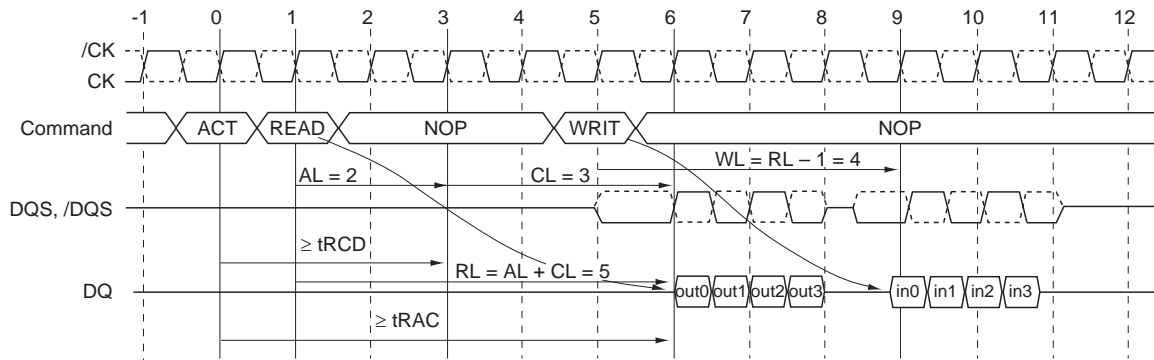 -1 0 1 2 3 4 5 6 7 8 9 10 11 12
/CK
CK
Command ACT READ NOP WRIT NOP
WL = RL – 1 = 4
AL = 2 CL = 3
DQS, /DQS
≥ tRCD
RL = AL + CL = 5
DQ out0 out1 out2 out3 in0 in1 in2 in3
≥ tRAC